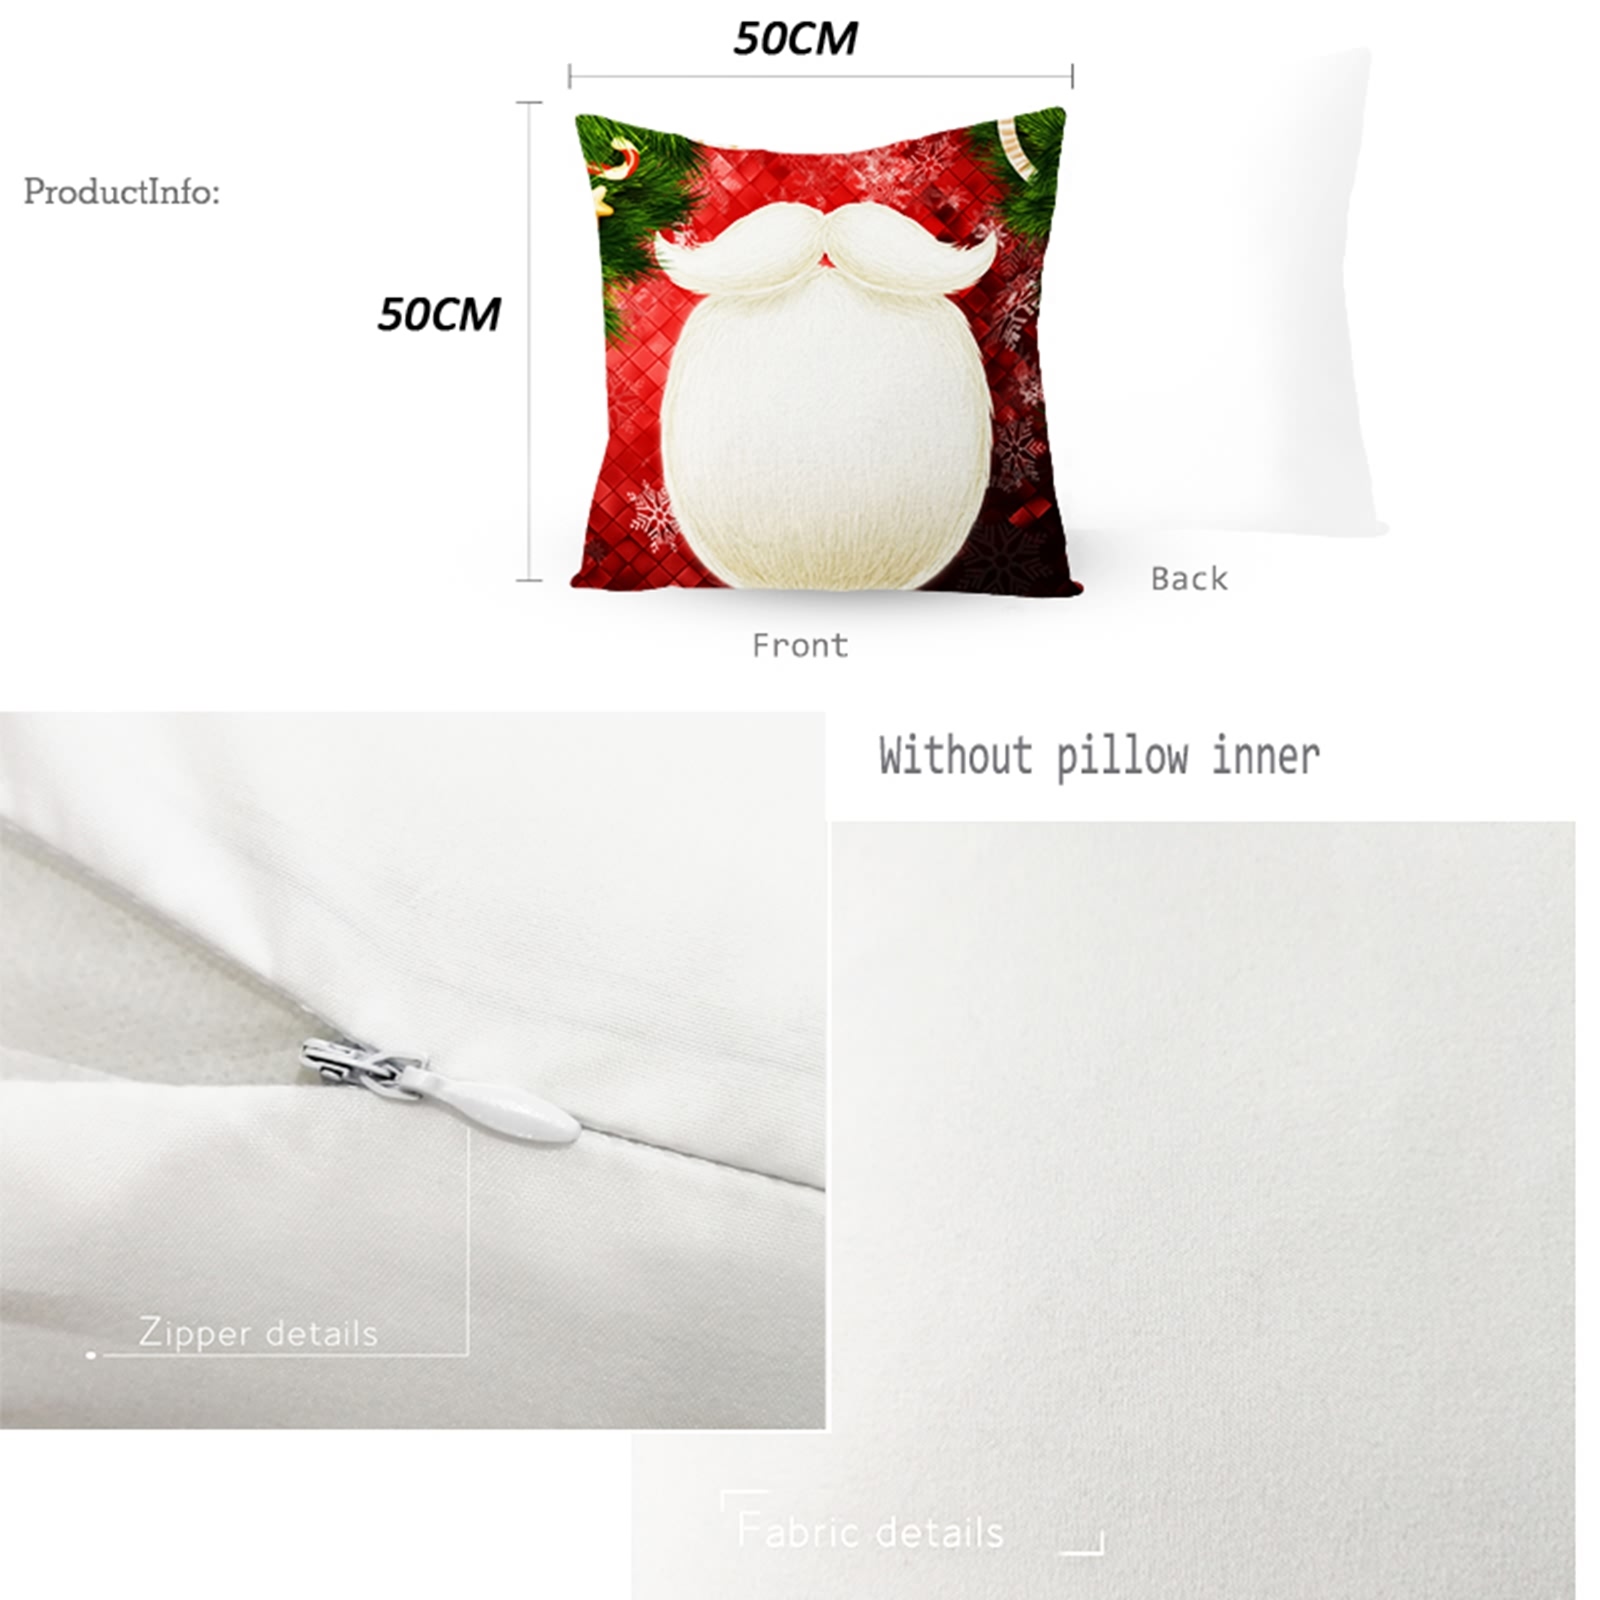 50CM
ProductInfo:
50CM
Back
Front
Without pillow inner
Zipper details
Fabric details